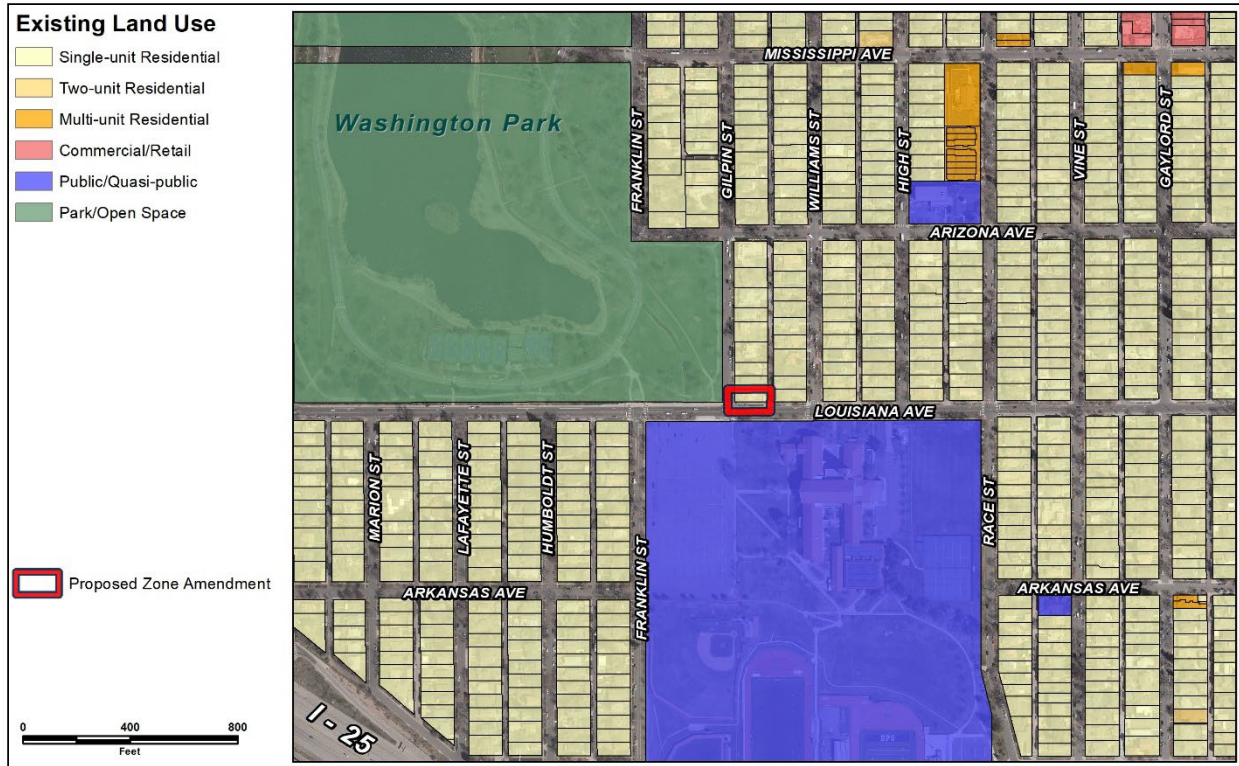 Existing Land Use
Single-unit Residential
Two-unit Residential
Multi-unit Residential
Commercial/Retail
Public/Quasi-public
Park/Open Space
Proposed Zone Amendment
0 400 800
Feet
MISSISSIPPI AVE
Washington Park
FRANKLIN ST
GILPIN ST
WILLIAMS ST
HIGH ST
VINE ST
GAYLORD ST
ARIZONA AVE
LOUISIANA AVE
MARION ST
LAFAYETTE ST
HUMBOLDT ST
FRANKLIN ST
RACE ST
ARKANSAS AVE
ARKANSAS AVE
I - 25